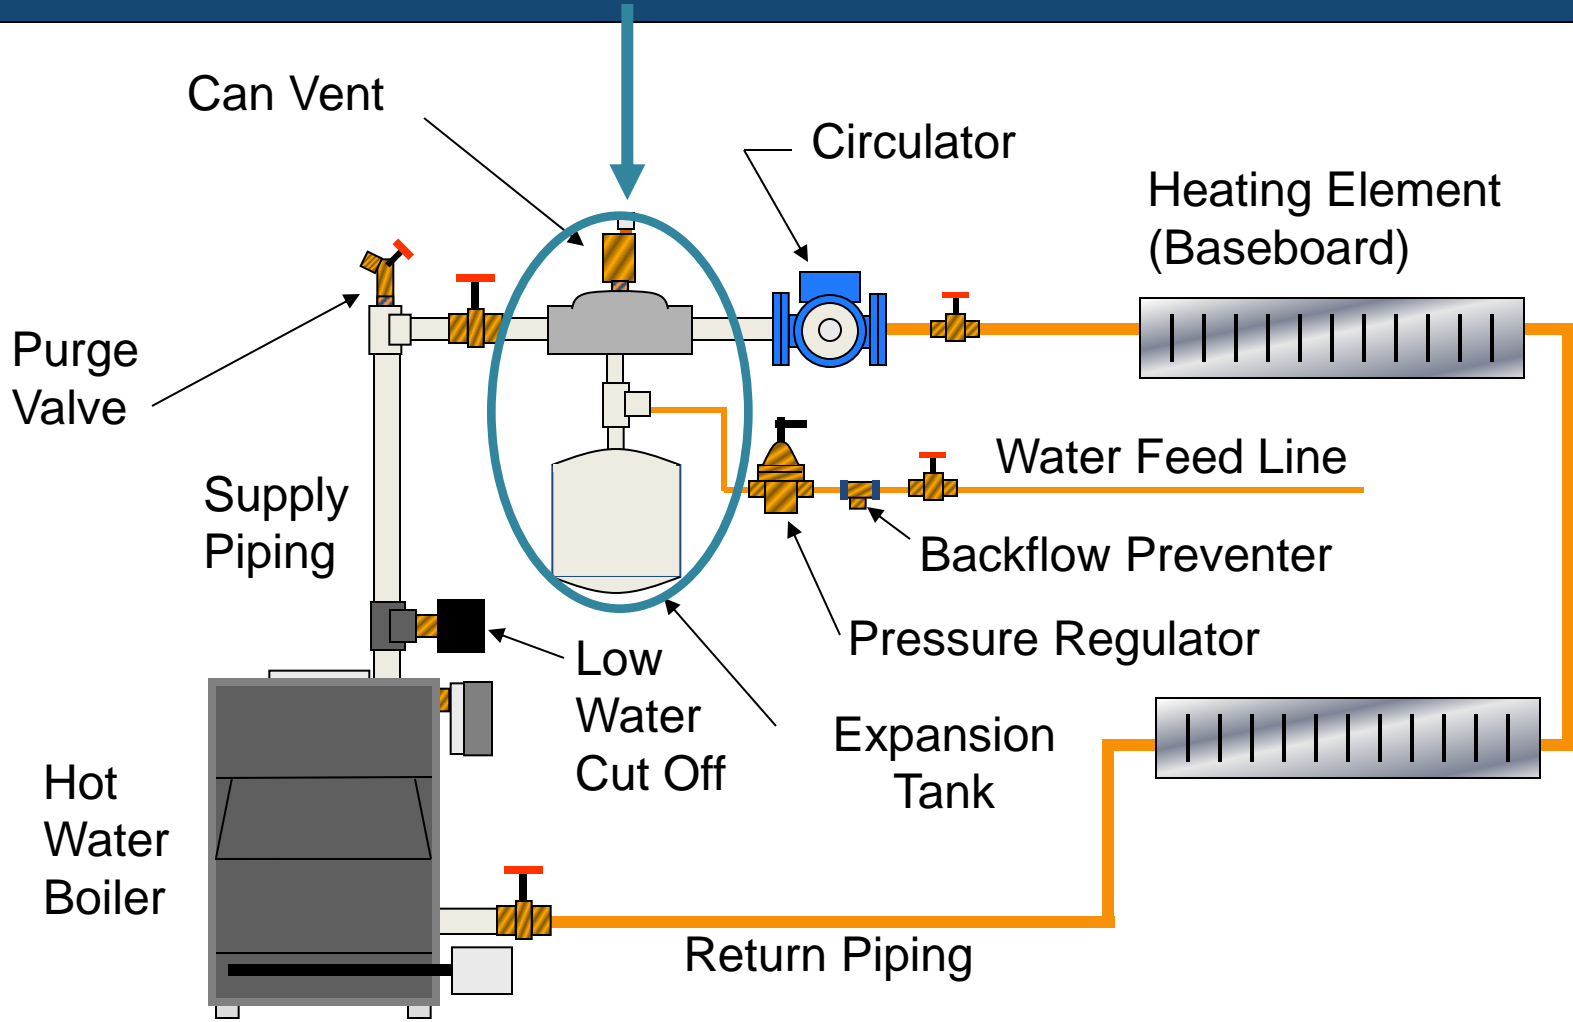 Can Vent
Circulator
Heating Element
(Baseboard)
Purge
Valve
Water Feed Line
Supply
Piping
Backflow Preventer
Pressure Regulator
Low
Water
Cut Off
Expansion
Tank
Hot
Water
Boiler
Return Piping